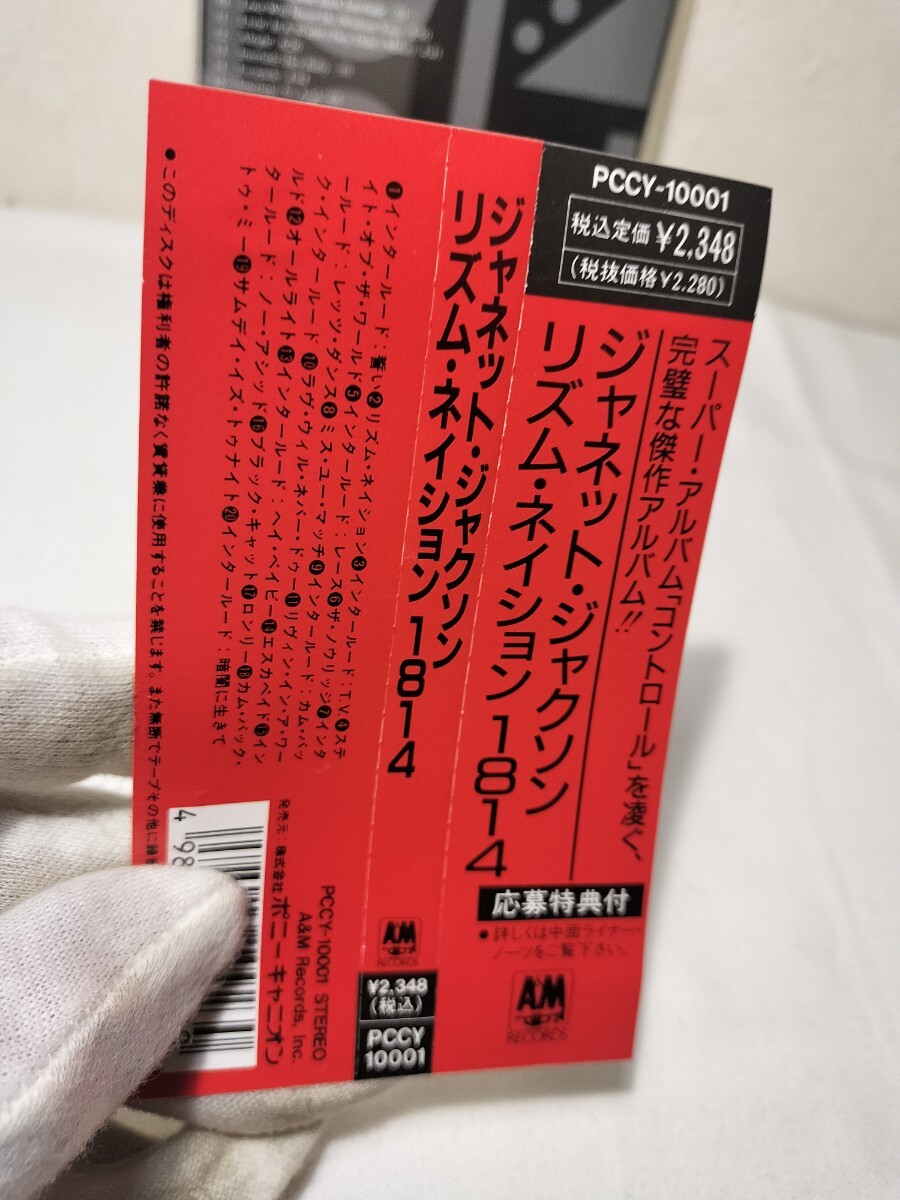 PCCY-10001
税込定価 ¥2,348
(税抜価格¥2,280)
スーパー・アルバム「コントロール」を凌ぐ、
完璧な傑作アルバム!!
ジャネット・ジャクソン
リズム・ネイション1814
応募特典付
●詳しくは中面ライナー・
ノーツをご覧下さい。
A&M
RECORDS
ジャネット・ジャクソン
リズム・ネイション1814
A&M
RECORDS
¥2,348
(税込)
PCCY
10001
❶インタールード:誓い❷リズム・ネイション❸インタールード:T.V.❹ステ
イト・オブ・ザ・ワールド❺インタールード:レース❻ザ・ノウリッジ❼インタ
ールード:レッツ・ダンス❽ミス・ユー・マッチ❾インタールード:カム・バッ
ク・インタールード❿ラヴ・ウィル・ネバー・ドゥー⓫リヴィン・イン・ア・ワー
ルド⓬オールライト⓭インタールード:ヘイ・ベイビー⓮エスカペイド⓯イン
タールード:ノー・アシッド⓰ブラック・キャット⓱ロンリー⓲カム・バック・
トゥ・ミー⓳サムデイ・イズ・トゥナイト⓴インタールード:暗闇に生きて
●このディスクは権利者の許諾なく賃貸業に使用することを禁じます。また無断でテープその他に録
4 98
PCCY-10001 STEREO
A&M Records, Inc.
発売元:株式会社ポニーキャニオン